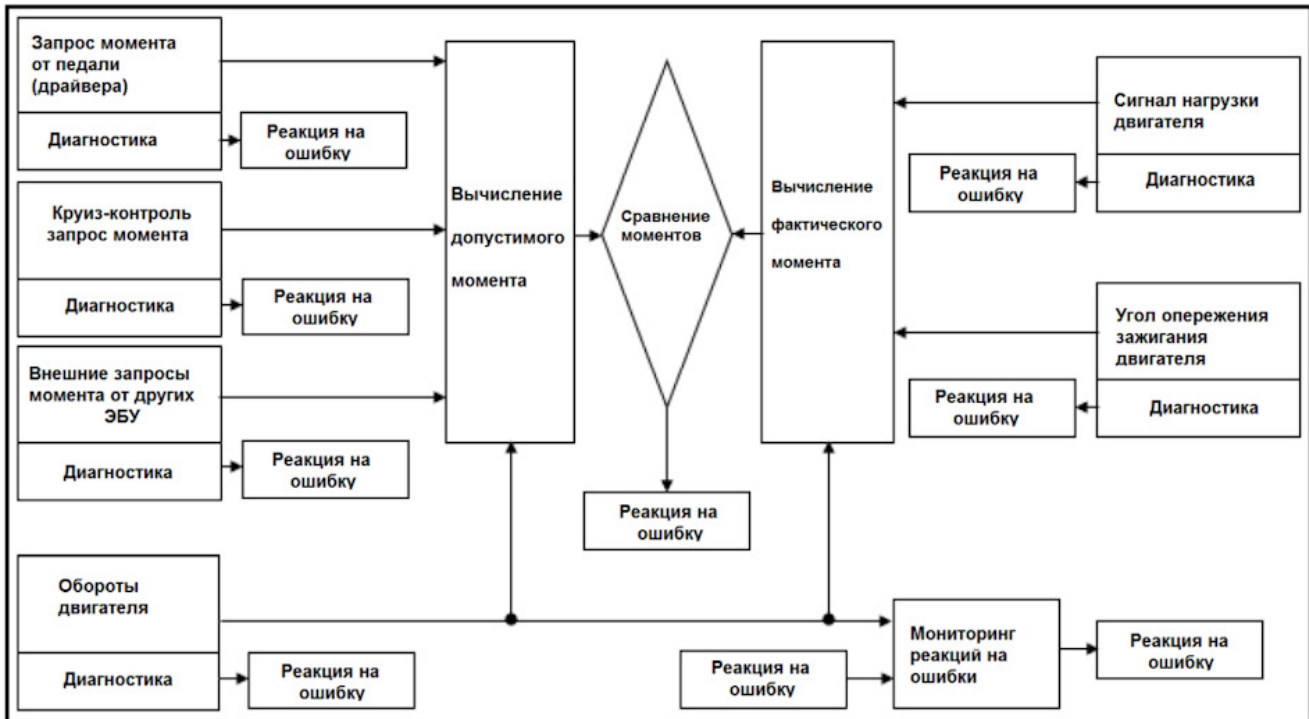 Запрос момента
от педали
(драйвера)
Диагностика
Реакция на
ошибку
Круиз-контроль
запрос момента
Диагностика
Реакция на
ошибку
Внешние запросы
момента от других
ЭБУ
Диагностика
Реакция на
ошибку
Обороты
двигателя
Диагностика
Реакция на
ошибку
Вычисление
допустимого
момента
Сравнение
моментов
Реакция на
ошибку
Вычисление
фактического
момента
Сигнал нагрузки
двигателя
Диагностика
Реакция на
ошибку
Угол опережения
зажигания
двигателя
Диагностика
Реакция на
ошибку
Реакция на
ошибку
Мониторинг
реакций на
ошибки
Реакция на
ошибку